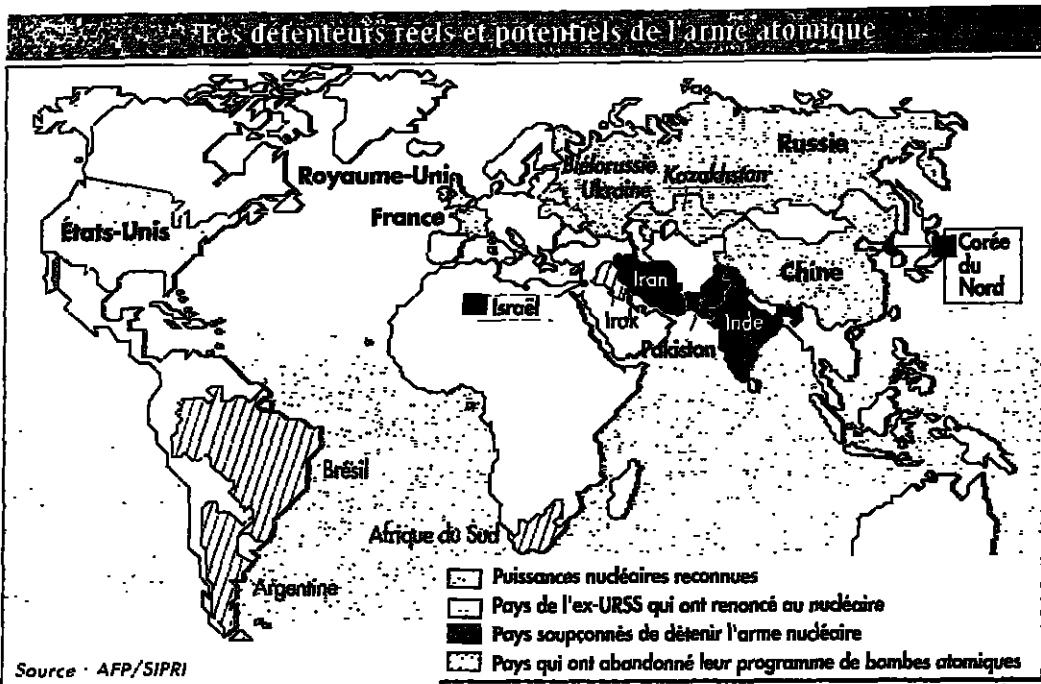 Les détenteurs réels et potentiels de l'arme atomique
Russie
Biélorussie
Ukraine
Kazakhstan
Royaume-Uni
France
États-Unis
Chine
Corée
du
Nord
Iran
Israël
Irak
Inde
Pakistan
Brésil
Afrique du Sud
Argentine
Puissances nucléaires reconnues
Pays de l'ex-URSS qui ont renoncé au nucléaire
Pays soupçonnés de détenir l'arme nucléaire
Pays qui ont abandonné leur programme de bombes atomiques
Source · AFP/SIPRI